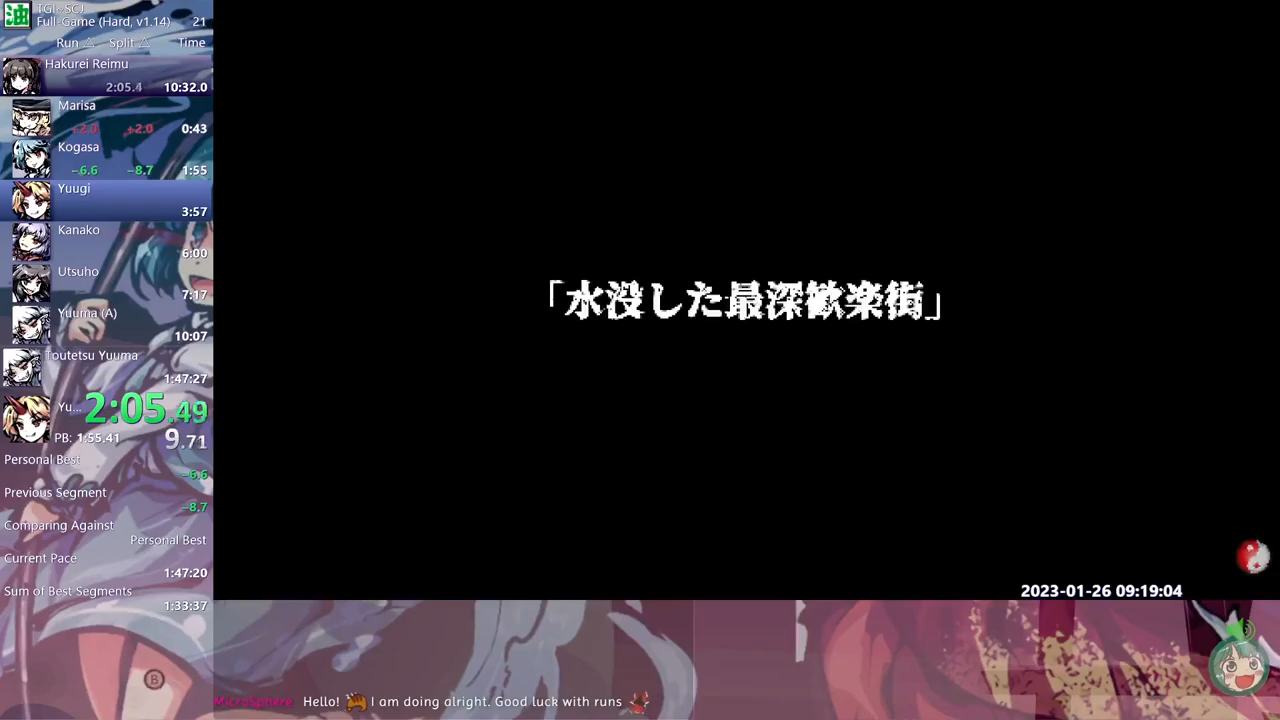 TGI~SCJ
Full-Game (Hard, v1.14) 21
Run △ Split △ Time
Hakurei Reimu
2:05.4 10:32.0
Marisa
+2.0 +2.0 0:43
Kogasa
−6.6 −8.7 1:55
Yuugi
3:57
Kanako
6:00
Utsuho
7:17
Yuuma (A)
10:07
Toutetsu Yuuma
1:47:27
Yu... 2:05.49
PB: 1:55.41 9.71
Personal Best
−6.6
Previous Segment
−8.7
Comparing Against
Personal Best
Current Pace
1:47:20
Sum of Best Segments
1:33:37
「水没した最深歓楽街」
2023-01-26 09:19:04
B
MicroSphere Hello! I am doing alright. Good luck with runs